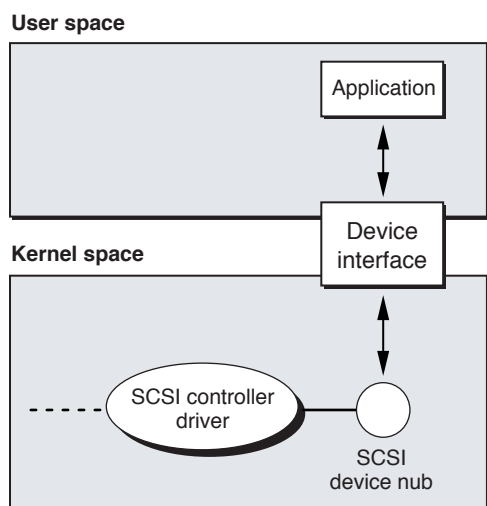 User space
Application
Device
interface
Kernel space
SCSI controller
driver
SCSI
device nub